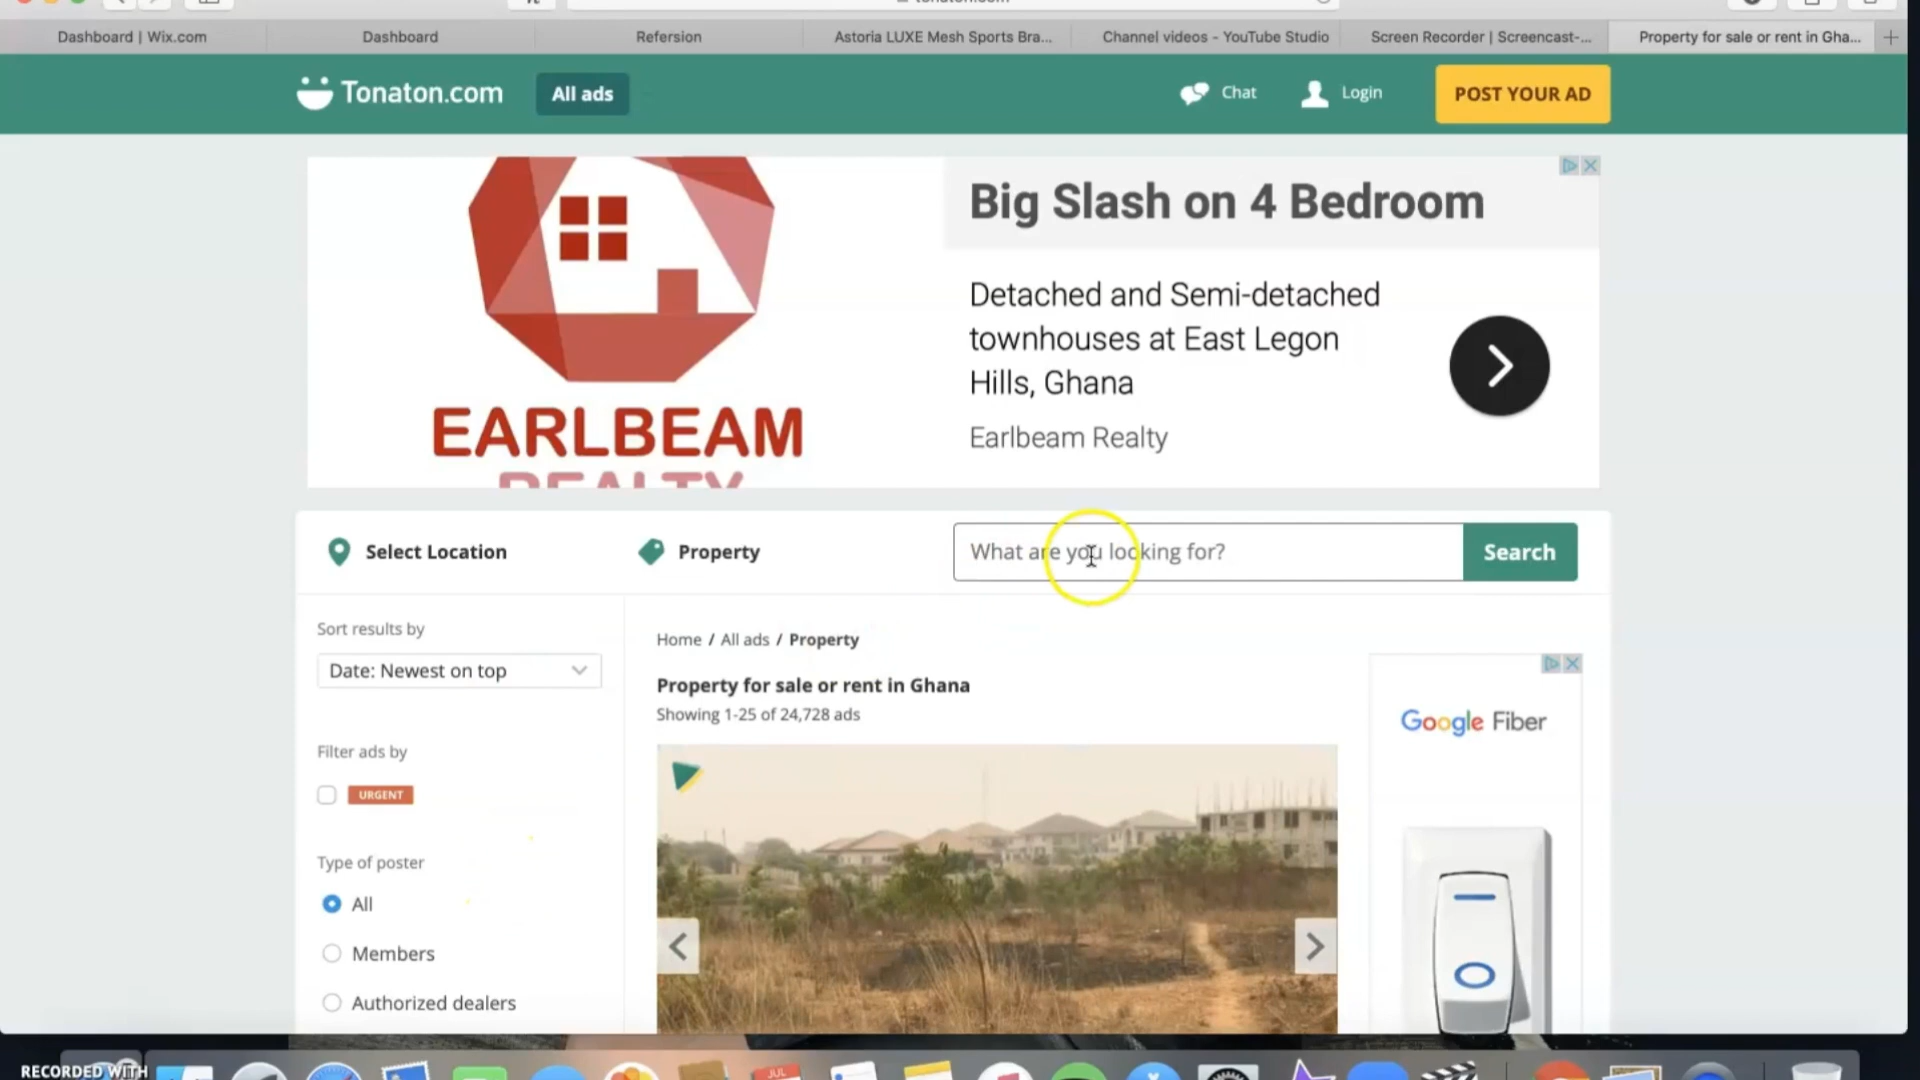 tonaton.com
Dashboard | Wix.com
Dashboard
Refersion
Astoria LUXE Mesh Sports Bra...
Channel videos - YouTube Studio
Screen Recorder | Screencast-...
Property for sale or rent in Gha...
Tonaton.com
All ads
Chat
Login
POST YOUR AD
Big Slash on 4 Bedroom
Detached and Semi-detached
townhouses at East Legon
Hills, Ghana
Earlbeam Realty
EARLBEAM
REALTY
Select Location
Property
What are you looking for?
Search
Sort results by
Date: Newest on top
Filter ads by
URGENT
Type of poster
All
Members
Authorized dealers
Home / All ads / Property
Property for sale or rent in Ghana
Showing 1-25 of 24,728 ads
Google Fiber
RECORDED WITH
JUL